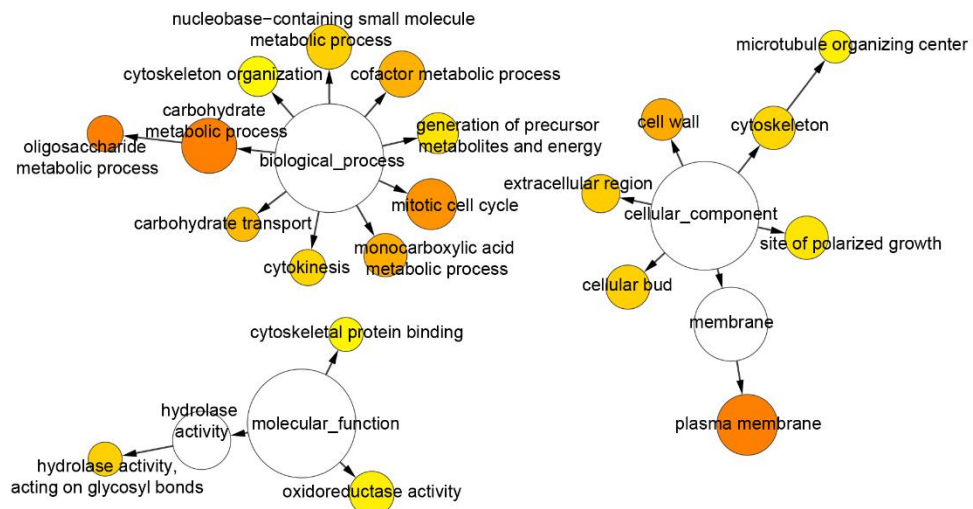 nucleobase−containing small molecule
metabolic process
cytoskeleton organization
cofactor metabolic process
carbohydrate
metabolic process
oligosaccharide
metabolic process
biological_process
generation of precursor
metabolites and energy
mitotic cell cycle
carbohydrate transport
cytokinesis
monocarboxylic acid
metabolic process
microtubule organizing center
cell wall
cytoskeleton
extracellular region
cellular_component
site of polarized growth
cellular bud
membrane
plasma membrane
cytoskeletal protein binding
hydrolase
activity
molecular_function
hydrolase activity,
acting on glycosyl bonds
oxidoreductase activity